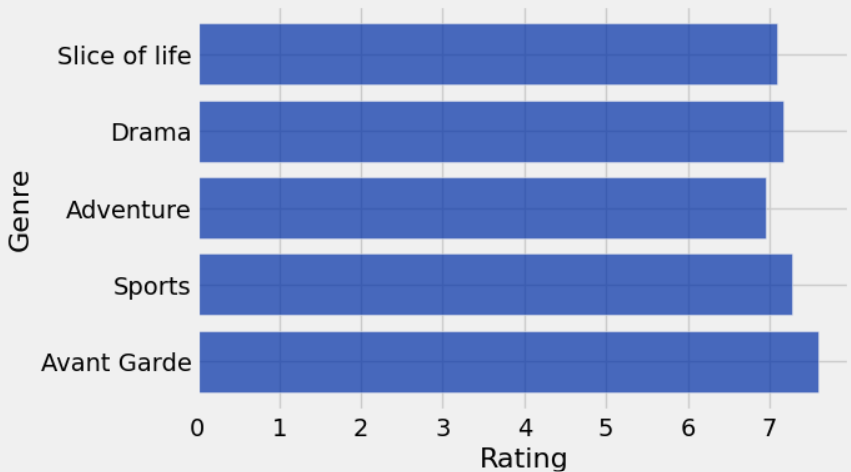 Slice of life
Drama
Adventure
Sports
Avant Garde
Genre
0 1 2 3 4 5 6 7
Rating